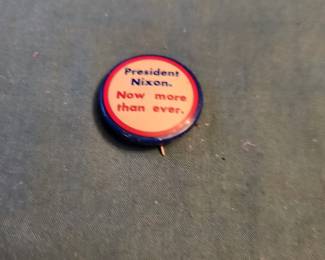 President
Nixon.
Now more
than ever.